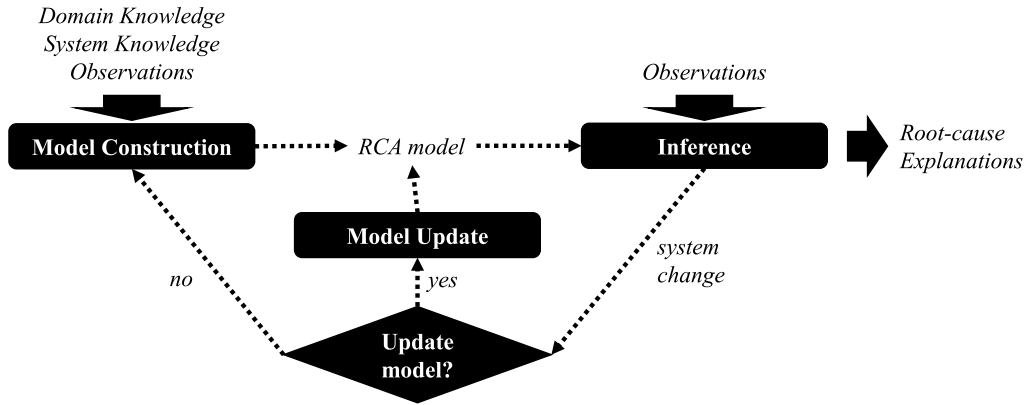 Domain Knowledge
System Knowledge
Observations
Observations
Model Construction
RCA model
Inference
Root-cause
Explanations
Model Update
system
change
no
yes
Update
model?